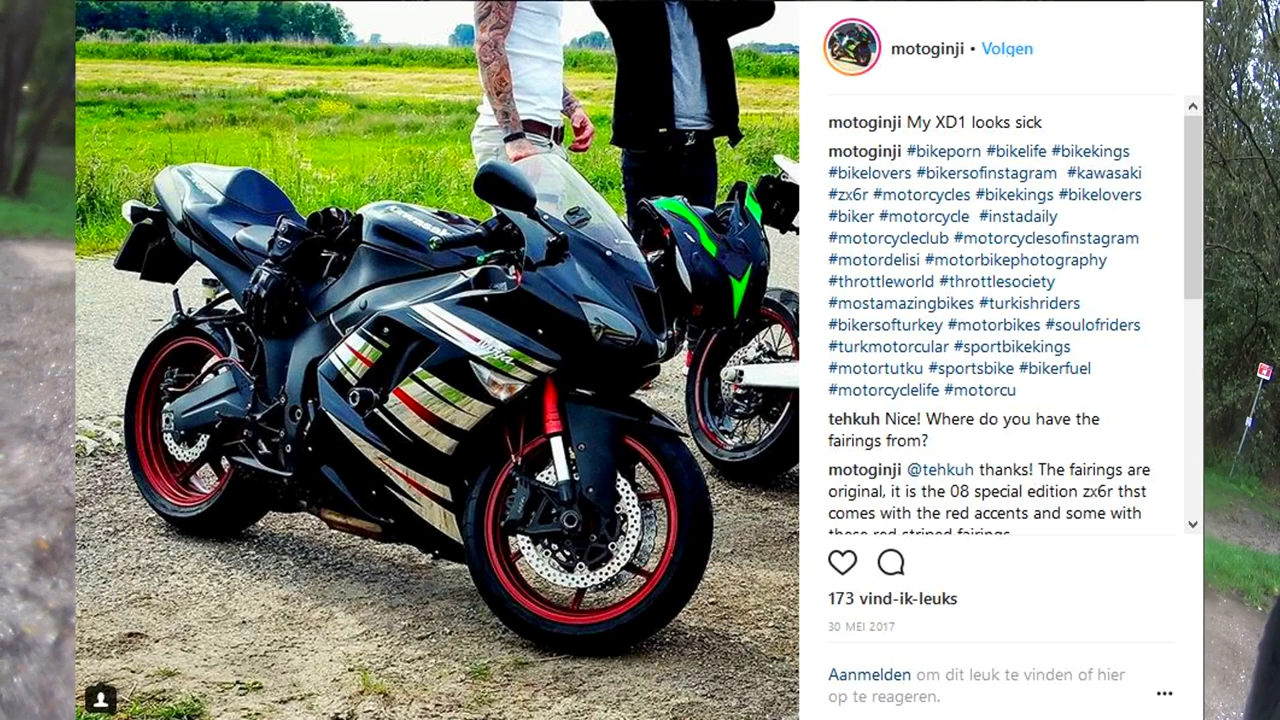 motoginji • Volgen
motoginji My XD1 looks sick
motoginji #bikeporn #bikelife #bikekings
#bikelovers #bikersofinstagram #kawasaki
#zx6r #motorcycles #bikekings #bikelovers
#biker #motorcycle #instadaily
#motorcycleclub #motorcyclesofinstagram
#motordelisi #motorbikephotography
#throttleworld #throttlesociety
#mostamazingbikes #turkishriders
#bikersofturkey #motorbikes #soulofriders
#turkmotorcular #sportbikekings
#motortutku #sportsbike #bikerfuel
#motorcyclelife #motorcu
tehkuh Nice! Where do you have the
fairings from?
motoginji @tehkuh thanks! The fairings are
original, it is the 08 special edition zx6r thst
comes with the red accents and some with
these red striped fairings
173 vind-ik-leuks
30 MEI 2017
Aanmelden om dit leuk te vinden of hier
op te reageren.